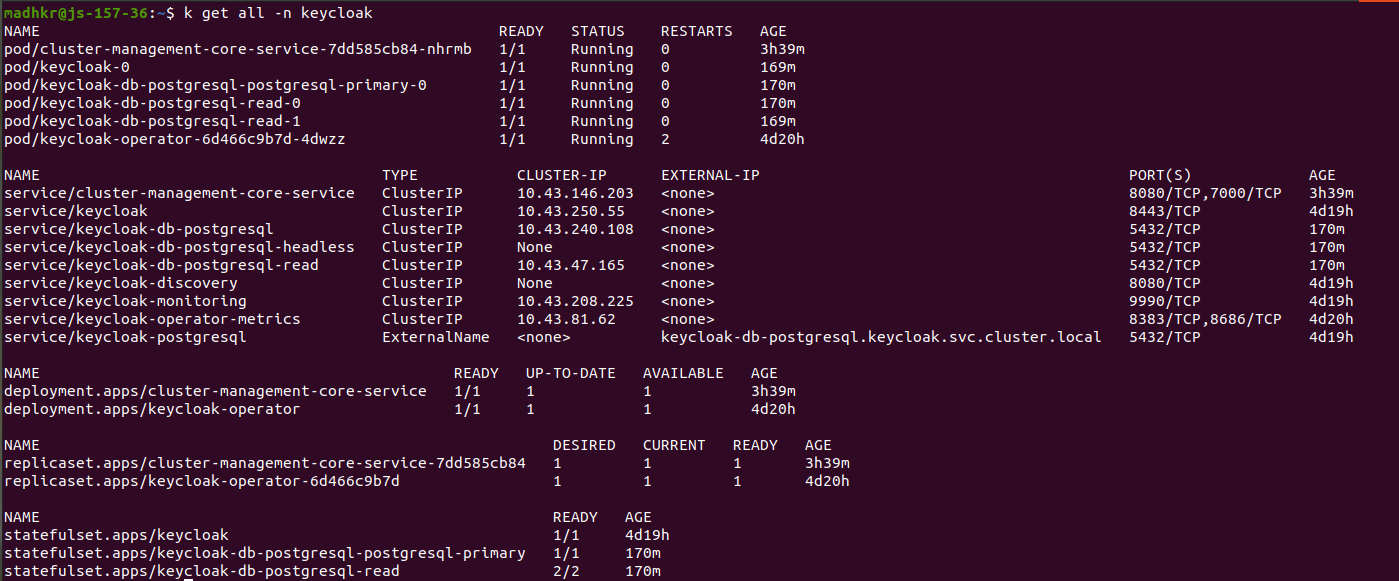 madhkr@js-157-36:~$ k get all -n keycloak
NAME READY STATUS RESTARTS AGE
pod/cluster-management-core-service-7dd585cb84-nhrmb 1/1 Running 0 3h39m
pod/keycloak-0 1/1 Running 0 169m
pod/keycloak-db-postgresql-postgresql-primary-0 1/1 Running 0 170m
pod/keycloak-db-postgresql-read-0 1/1 Running 0 170m
pod/keycloak-db-postgresql-read-1 1/1 Running 0 169m
pod/keycloak-operator-6d466c9b7d-4dwzz 1/1 Running 2 4d20h
NAME TYPE CLUSTER-IP EXTERNAL-IP PORT(S) AGE
service/cluster-management-core-service ClusterIP 10.43.146.203 <none> 8080/TCP,7000/TCP 3h39m
service/keycloak ClusterIP 10.43.250.55 <none> 8443/TCP 4d19h
service/keycloak-db-postgresql ClusterIP 10.43.240.108 <none> 5432/TCP 170m
service/keycloak-db-postgresql-headless ClusterIP None <none> 5432/TCP 170m
service/keycloak-db-postgresql-read ClusterIP 10.43.47.165 <none> 5432/TCP 170m
service/keycloak-discovery ClusterIP None <none> 8080/TCP 4d19h
service/keycloak-monitoring ClusterIP 10.43.208.225 <none> 9990/TCP 4d19h
service/keycloak-operator-metrics ClusterIP 10.43.81.62 <none> 8383/TCP,8686/TCP 4d20h
service/keycloak-postgresql ExternalName <none> keycloak-db-postgresql.keycloak.svc.cluster.local 5432/TCP 4d19h
NAME READY UP-TO-DATE AVAILABLE AGE
deployment.apps/cluster-management-core-service 1/1 1 1 3h39m
deployment.apps/keycloak-operator 1/1 1 1 4d20h
NAME DESIRED CURRENT READY AGE
replicaset.apps/cluster-management-core-service-7dd585cb84 1 1 1 3h39m
replicaset.apps/keycloak-operator-6d466c9b7d 1 1 1 4d20h
NAME READY AGE
statefulset.apps/keycloak 1/1 4d19h
statefulset.apps/keycloak-db-postgresql-postgresql-primary 1/1 170m
statefulset.apps/keycloak-db-postgresql-read 2/2 170m